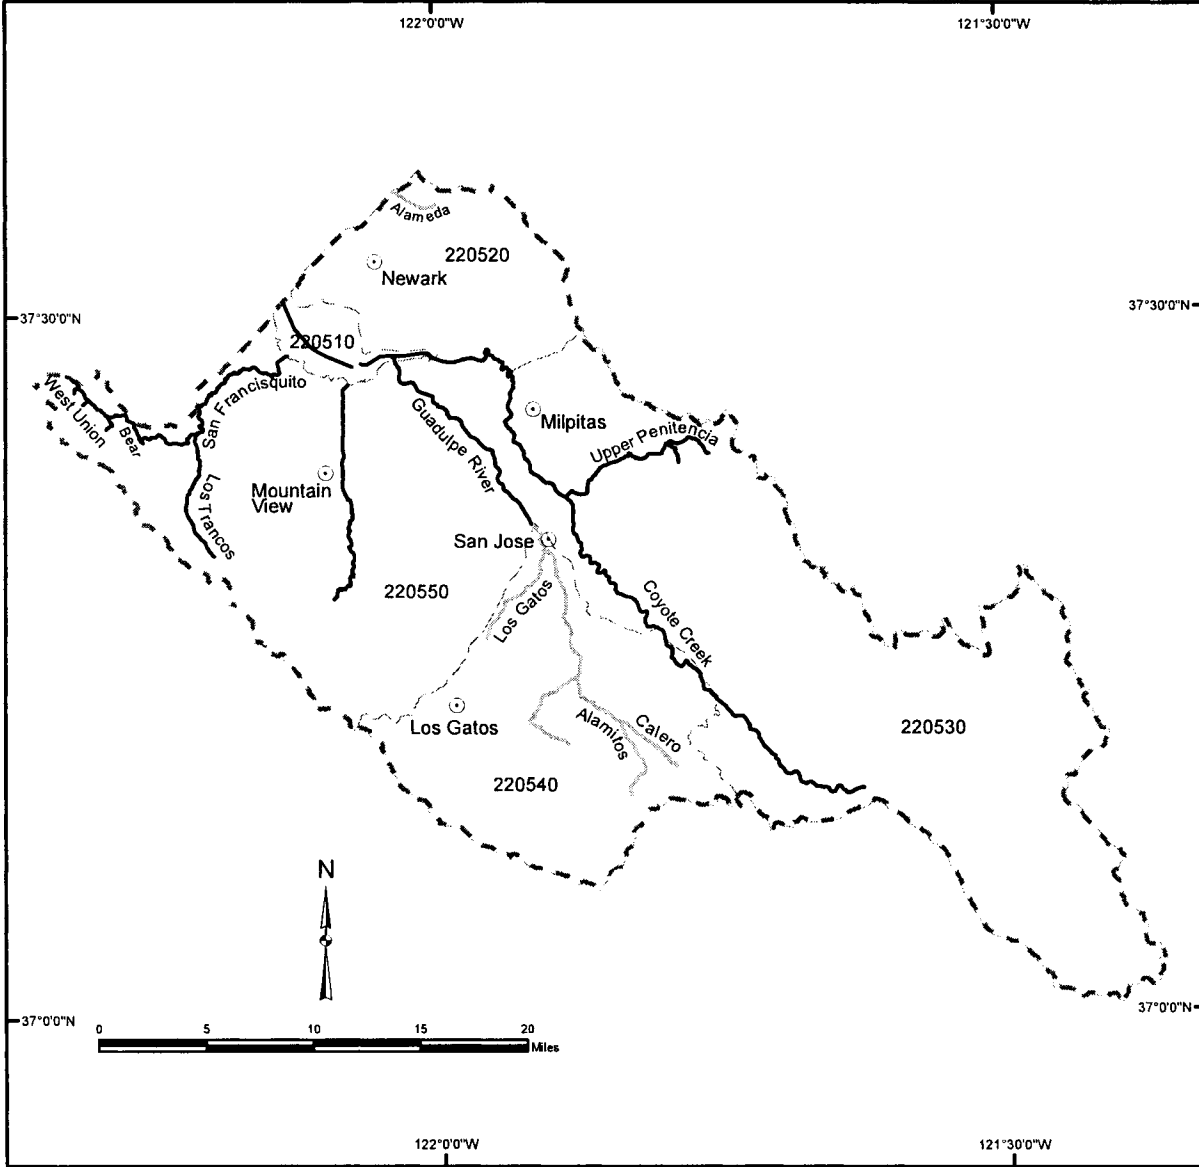 122°0'0"W
121°30'0"W
Alameda
220520
Newark
37°30'0"N
37°30'0"N
220510
West Union
Bear
San Francisquito
Guadulpe River
Milpitas
Upper Penitencia
Los Trancos
Mountain
View
San Jose
220550
Los Gatos
Coyote Creek
Los Gatos
Alamitos
Calero
220530
220540
N
37°0'0"N
37°0'0"N
0 5 10 15 20
Miles
122°0'0"W
121°30'0"W